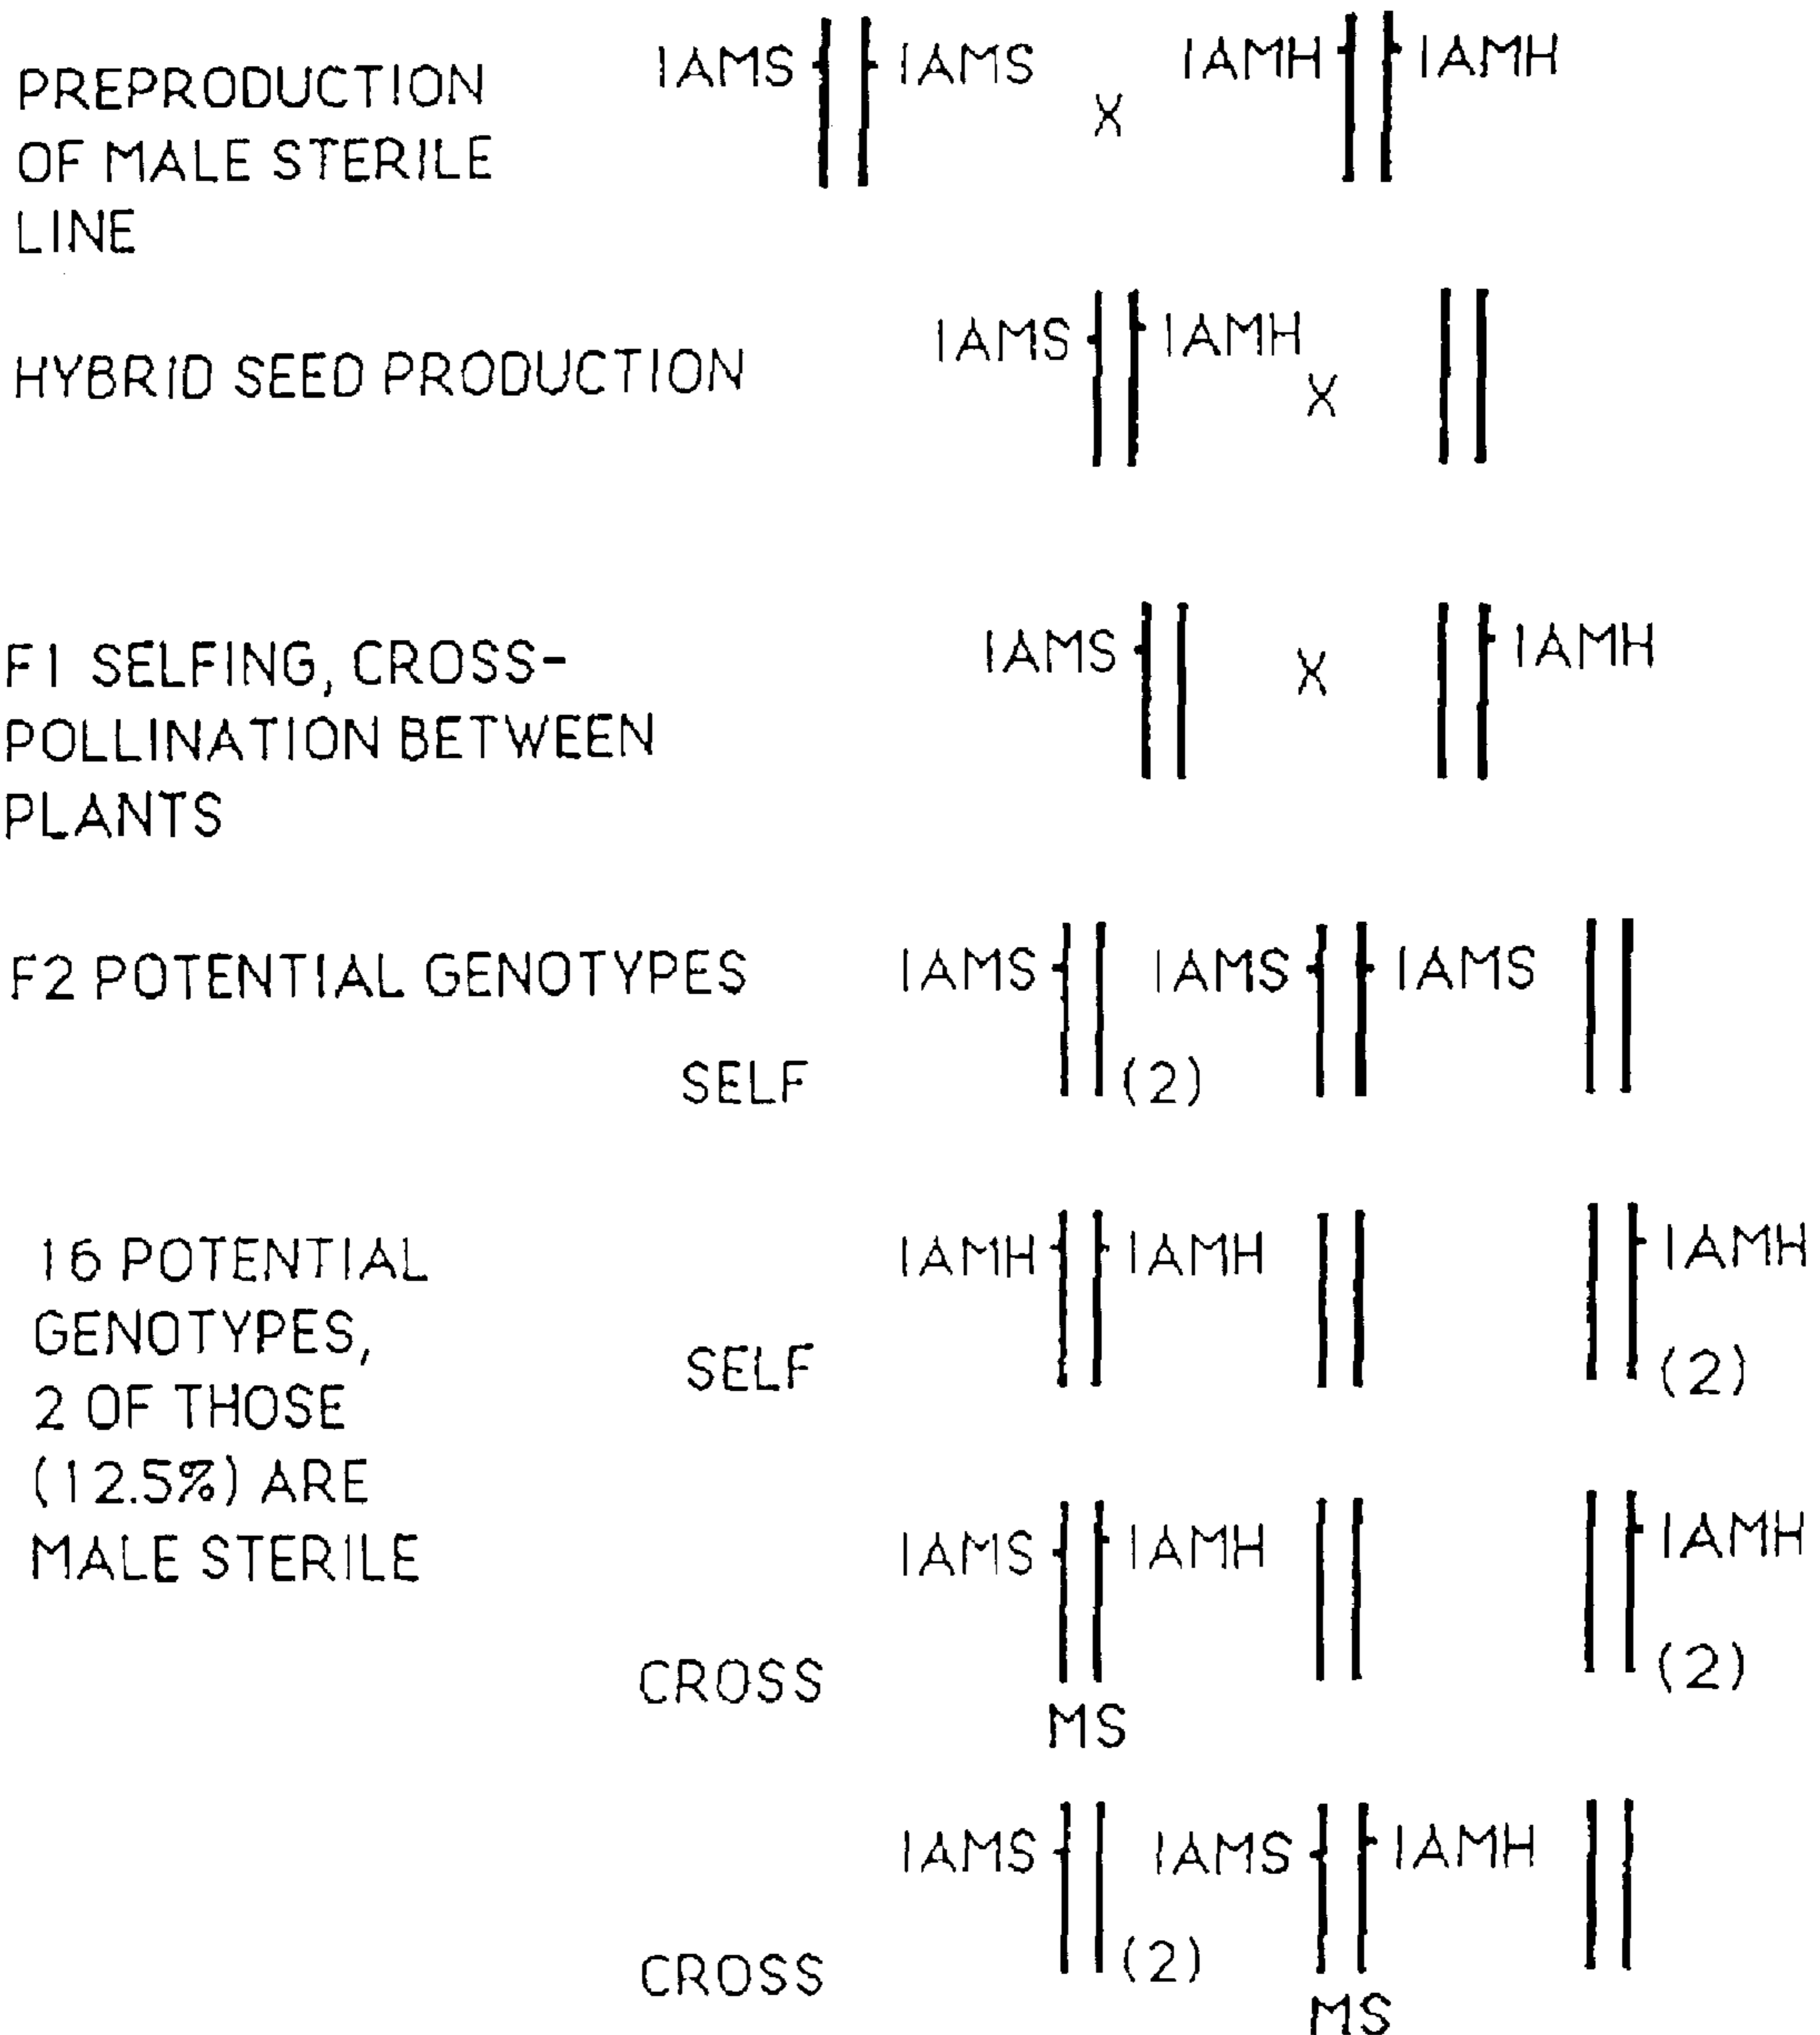 PREPRODUCTION
OF MALE STERILE
LINE
IAMS IAMS X IAMH IAMH
HYBRID SEED PRODUCTION
IAMS IAMH X
F1 SELFING, CROSS-
POLLINATION BETWEEN
PLANTS
IAMS X IAMH
F2 POTENTIAL GENOTYPES
IAMS IAMS IAMS
SELF (2)
16 POTENTIAL
GENOTYPES,
2 OF THOSE
(12.5%) ARE
MALE STERILE
IAMH IAMH IAMH
SELF (2)
IAMS IAMH IAMH
CROSS (2)
MS
IAMS IAMS IAMH
CROSS (2)
MS